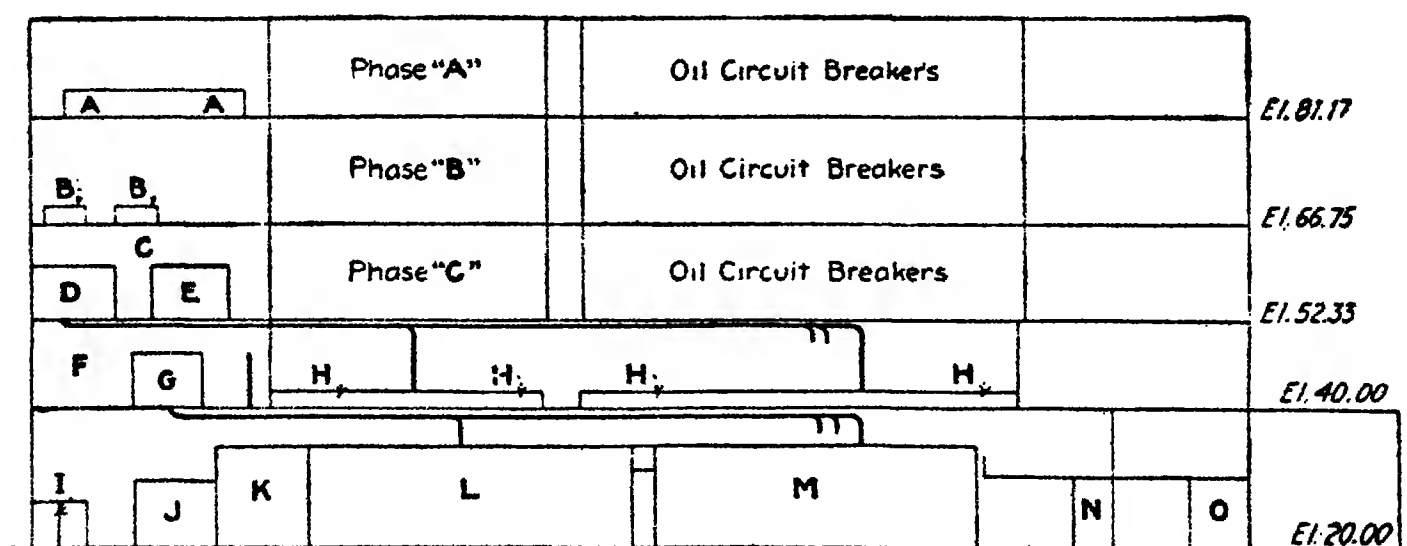 Phase "A" Oil Circuit Breakers
A A
El. 81.17
Phase "B" Oil Circuit Breakers
B B
El. 66.75
C
Phase "C" Oil Circuit Breakers
D E
El. 52.33
F G H H H H
El. 40.00
I J K L M N O
El. 20.00